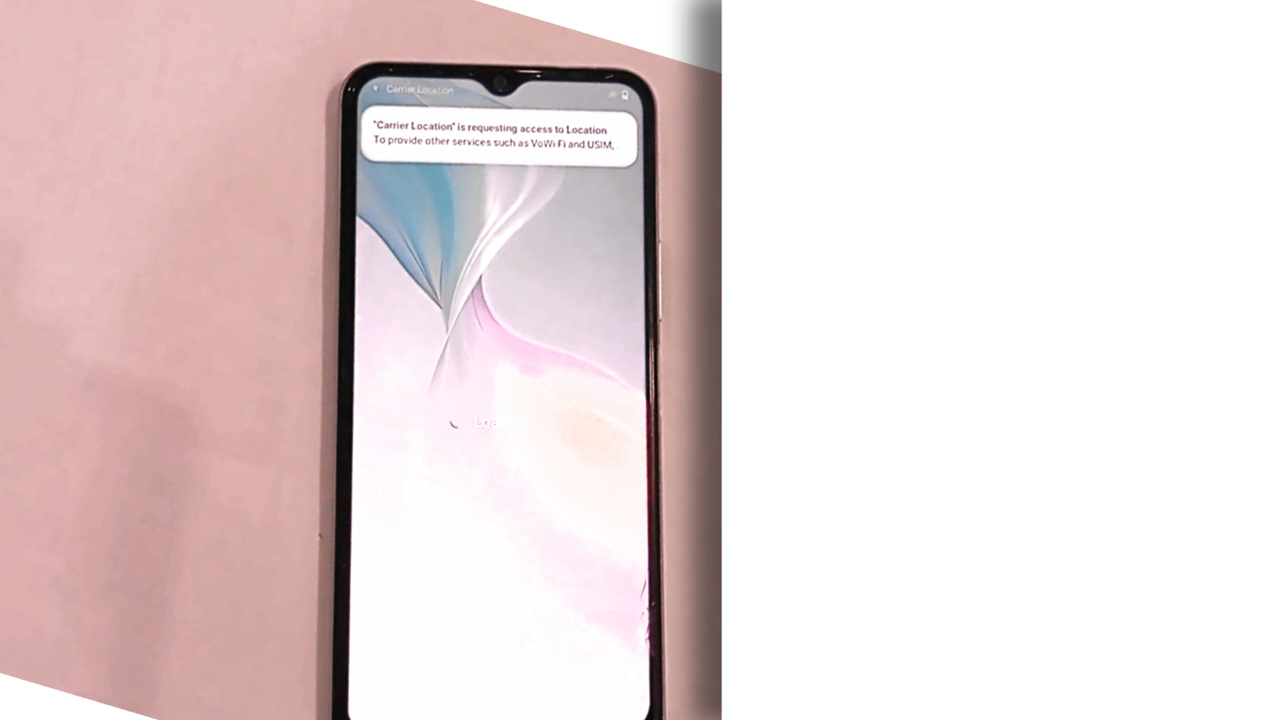 Carrier Location
"Carrier Location" is requesting access to Location
To provide other services such as VoWi-Fi and USIM,